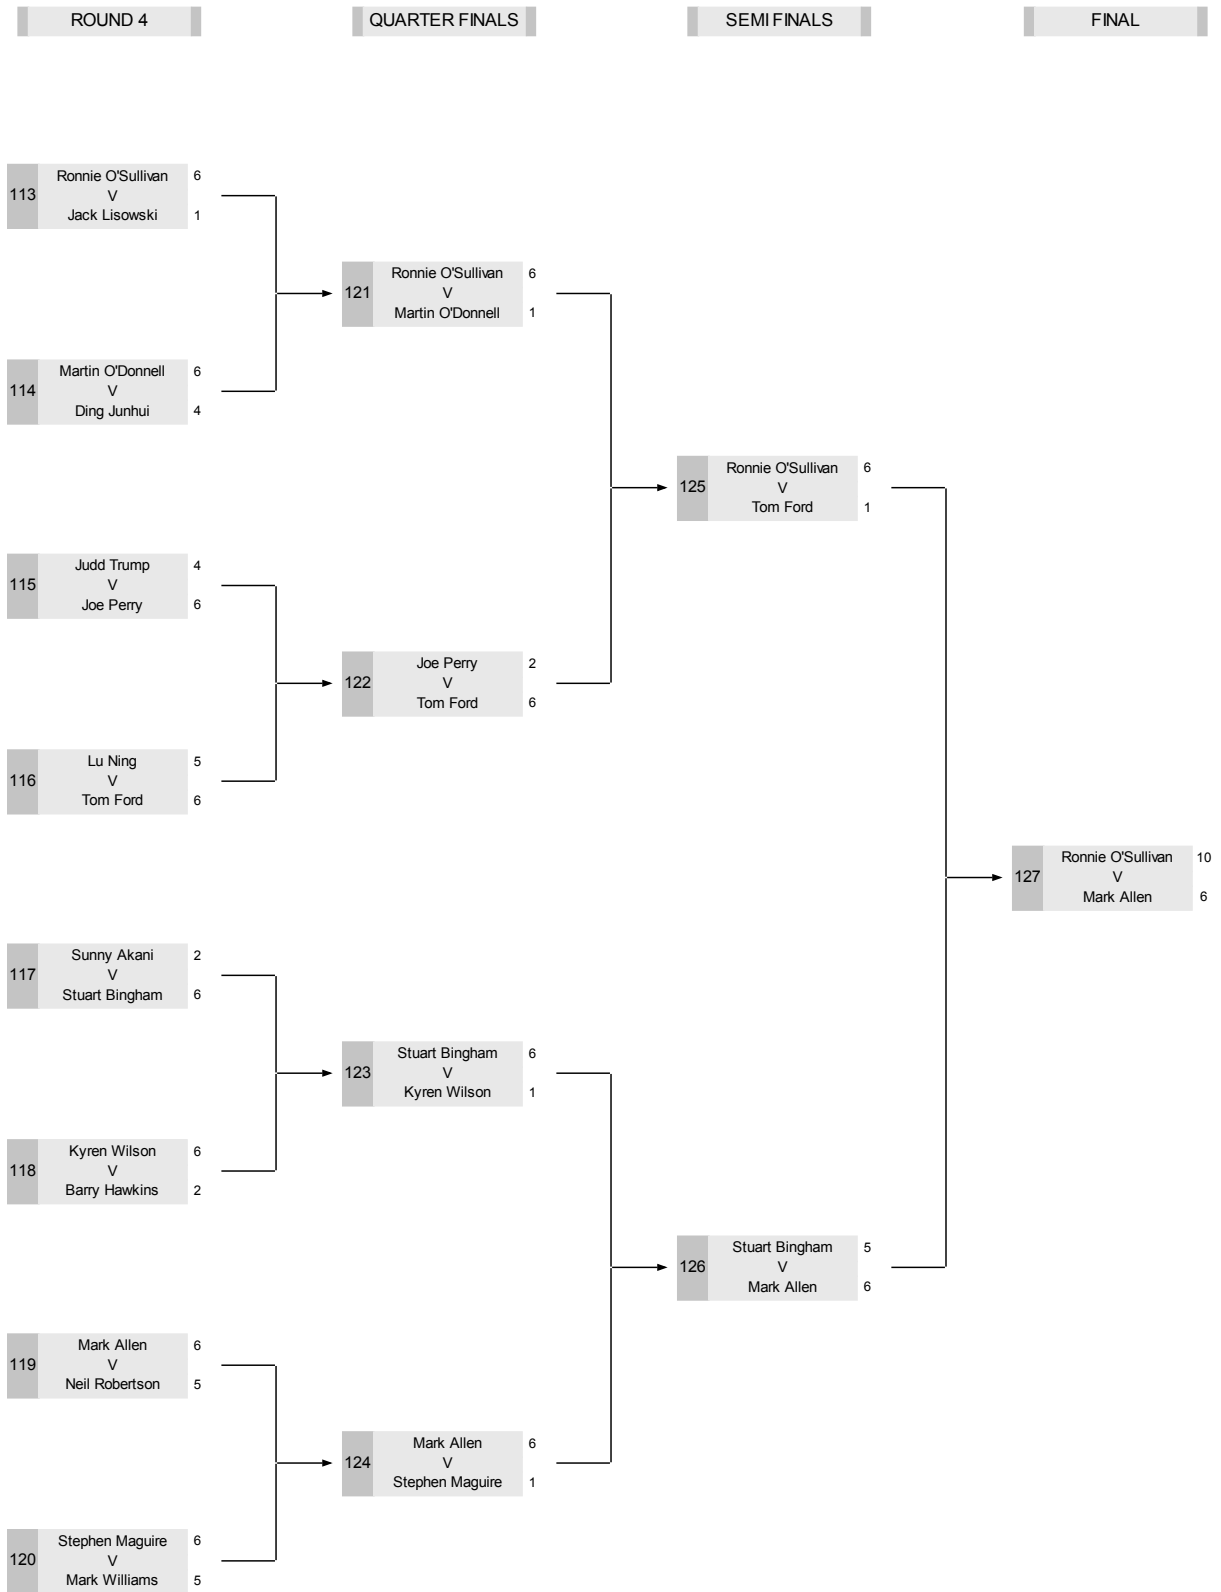 ROUND 4
QUARTER FINALS
SEMI FINALS
FINAL
113
Ronnie O'Sullivan 6
V
Jack Lisowski 1
114
Martin O'Donnell 6
V
Ding Junhui 4
115
Judd Trump 4
V
Joe Perry 6
116
Lu Ning 5
V
Tom Ford 6
117
Sunny Akani 2
V
Stuart Bingham 6
118
Kyren Wilson 6
V
Barry Hawkins 2
119
Mark Allen 6
V
Neil Robertson 5
120
Stephen Maguire 6
V
Mark Williams 5
121
Ronnie O'Sullivan 6
V
Martin O'Donnell 1
122
Joe Perry 2
V
Tom Ford 6
123
Stuart Bingham 6
V
Kyren Wilson 1
124
Mark Allen 6
V
Stephen Maguire 1
125
Ronnie O'Sullivan 6
V
Tom Ford 1
126
Stuart Bingham 5
V
Mark Allen 6
127
Ronnie O'Sullivan 10
V
Mark Allen 6